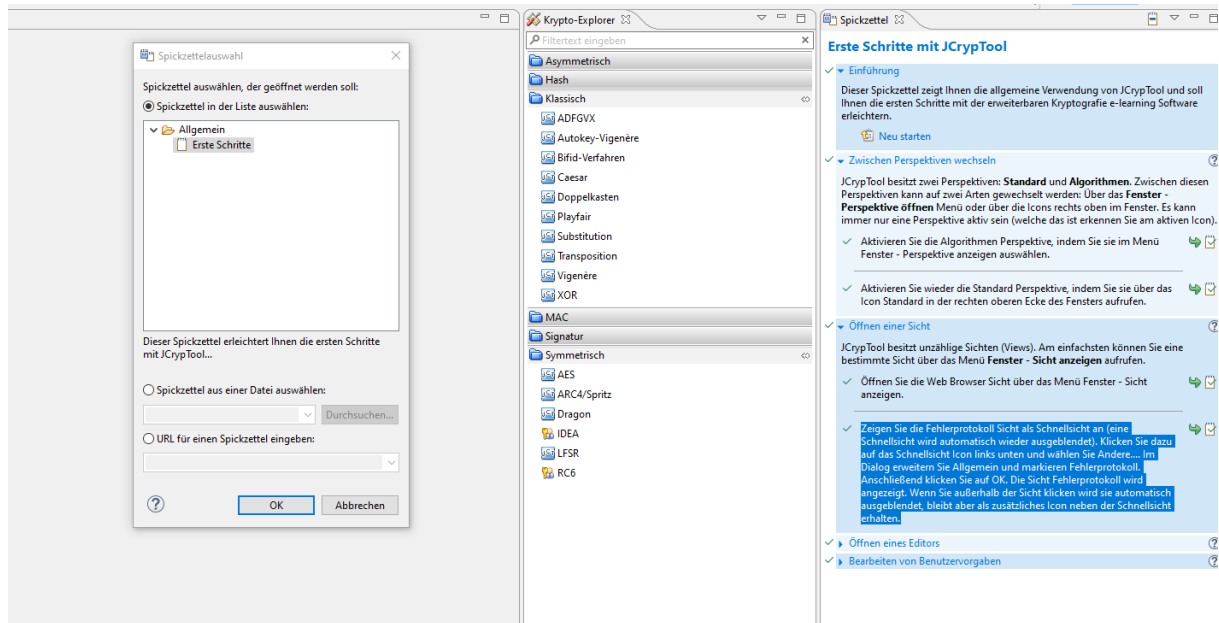 Spickzettelauswahl
Spickzettel auswählen, der geöffnet werden soll:
Spickzettel in der Liste auswählen:
Allgemein
Erste Schritte
Dieser Spickzettel erleichtert Ihnen die ersten Schritte
mit JCrypTool...
Spickzettel aus einer Datei auswählen:
Durchsuchen...
URL für einen Spickzettel eingeben:
OK
Abbrechen
Krypto-Explorer
Filtertext eingeben
Asymmetrisch
Hash
Klassisch
ADFGVX
Autokey-Vigenère
Bifid-Verfahren
Caesar
Doppelkasten
Playfair
Substitution
Transposition
Vigenère
XOR
MAC
Signatur
Symmetrisch
AES
ARC4/Spritz
Dragon
IDEA
LFSR
RC6
Spickzettel
Erste Schritte mit JCrypTool
Einführung
Dieser Spickzettel zeigt Ihnen die allgemeine Verwendung von JCrypTool und soll
Ihnen die ersten Schritte mit der erweiterbaren Kryptografie e-learning Software
erleichtern.
Neu starten
Zwischen Perspektiven wechseln
JCrypTool besitzt zwei Perspektiven: Standard und Algorithmen. Zwischen diesen
Perspektiven kann auf zwei Arten gewechselt werden: Über das Fenster -
Perspektive öffnen Menü oder über die Icons rechts oben im Fenster. Es kann
immer nur eine Perspektive aktiv sein (welche das ist erkennen Sie am aktiven Icon).
Aktivieren Sie die Algorithmen Perspektive, indem Sie sie im Menü
Fenster - Perspektive anzeigen auswählen.
Aktivieren Sie wieder die Standard Perspektive, indem Sie sie über das
Icon Standard in der rechten oberen Ecke des Fensters aufrufen.
Öffnen einer Sicht
JCrypTool besitzt unzählige Sichten (Views). Am einfachsten können Sie eine
bestimmte Sicht über das Menü Fenster - Sicht anzeigen aufrufen.
Öffnen Sie die Web Browser Sicht über das Menü Fenster - Sicht
anzeigen.
Zeigen Sie die Fehlerprotokoll Sicht als Schnellsicht an (eine
Schnellsicht wird automatisch wieder ausgeblendet). Klicken Sie dazu
auf das Schnellsicht Icon links unten und wählen Sie Andere.... Im
Dialog erweitern Sie Allgemein und markieren Fehlerprotokoll.
Anschließend klicken Sie auf OK. Die Sicht Fehlerprotokoll wird
angezeigt. Wenn Sie außerhalb der Sicht klicken wird sie automatisch
ausgeblendet, bleibt aber als zusätzliches Icon neben der Schnellsicht
erhalten.
Öffnen eines Editors
Bearbeiten von Benutzervorgaben